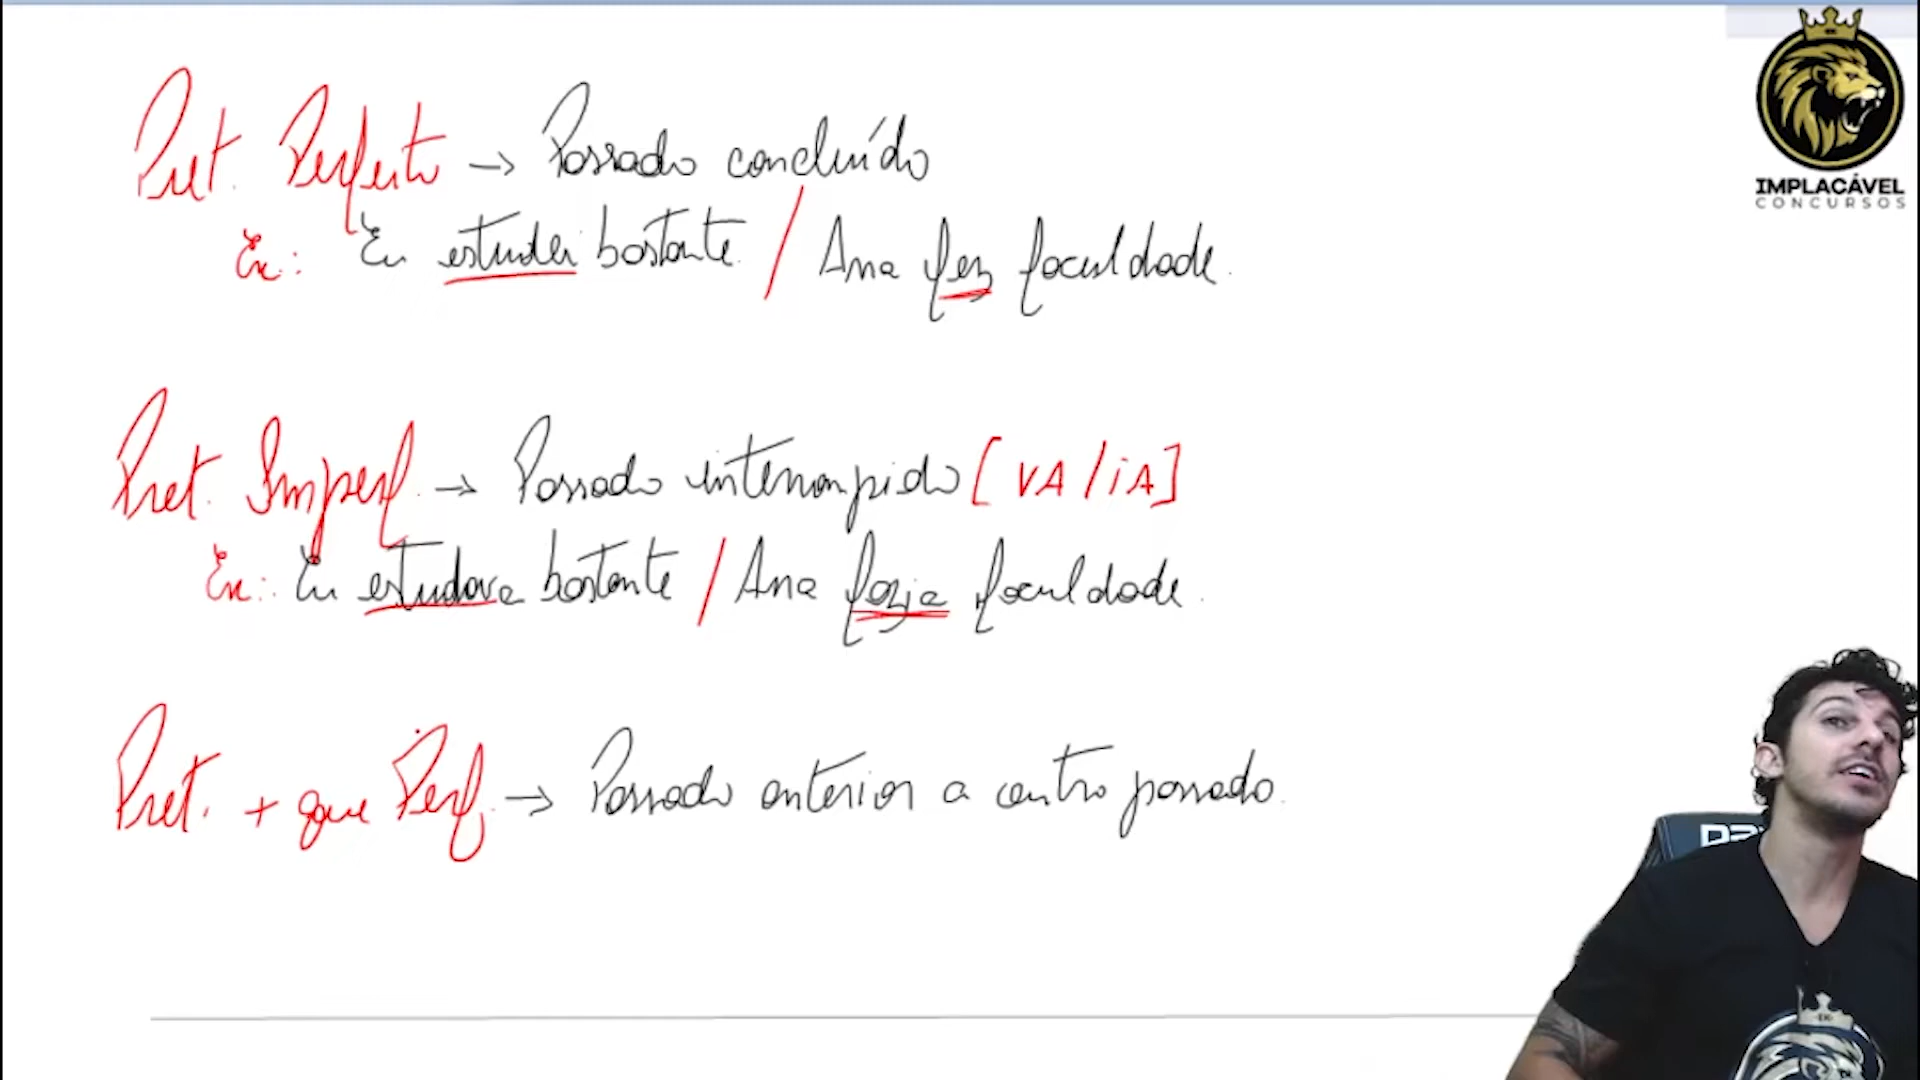 Pret. Perfeito → Passado concluído
Ex: Eu estudei bastante / Ana fez faculdade.
Pret. Imperf. → Passado interrompido [VA/iA]
Ex: Eu estudava bastante / Ana fazia faculdade.
Pret. + que Perf. → Passado anterior a outro passado.
IMPLACÁVEL
CONCURSOS